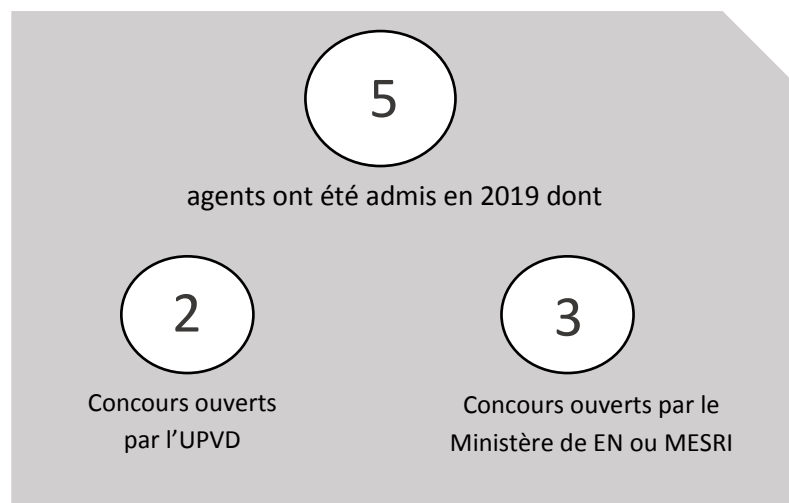 5
agents ont été admis en 2019 dont
2
Concours ouverts
par l’UPVD
3
Concours ouverts par le
Ministère de EN ou MESRI